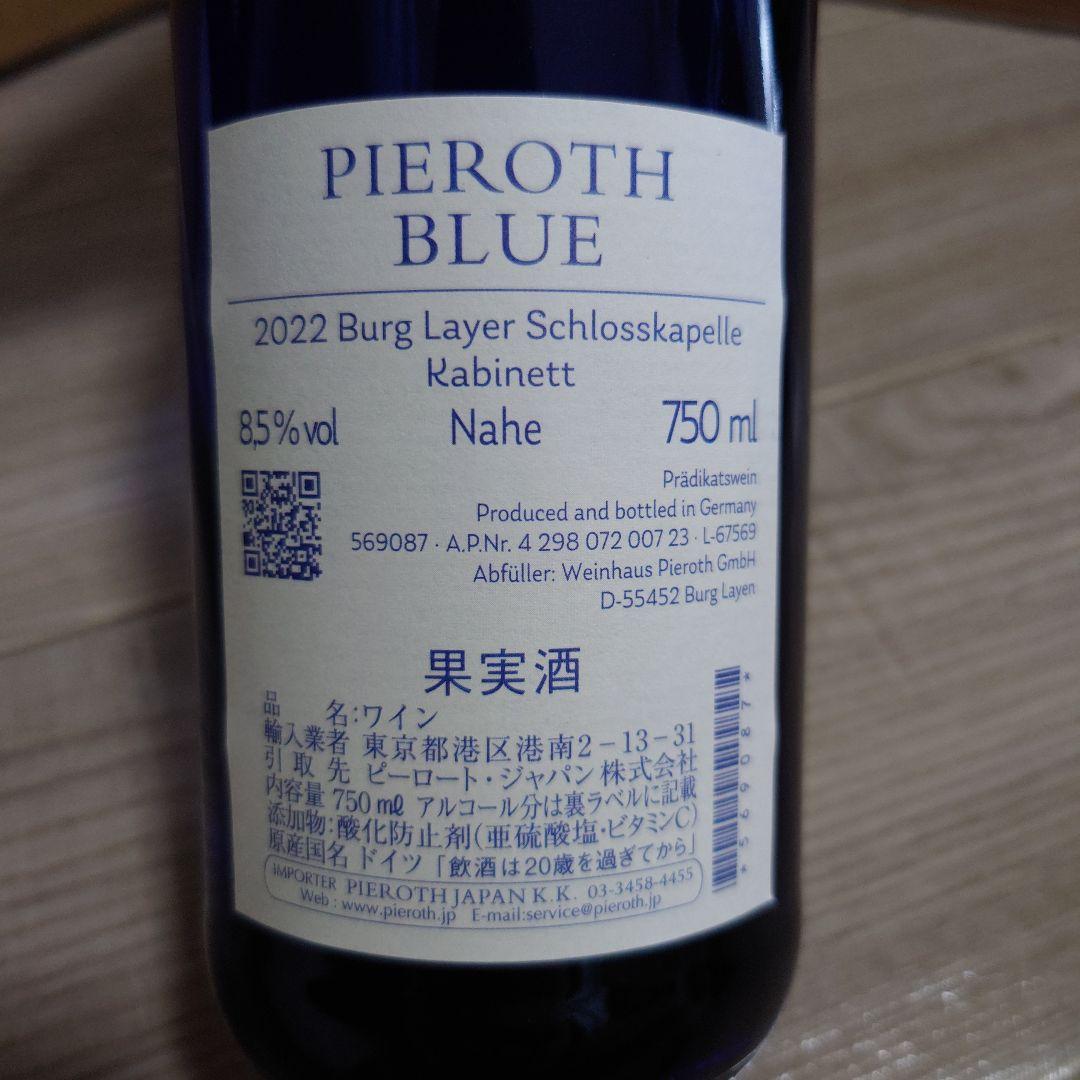 PIEROTH
BLUE
2022 Burg Layer Schlosskapelle
Kabinett
8,5% vol Nahe 750 ml
Prädikatswein
Produced and bottled in Germany
569087 · A.P.Nr. 4 298 072 007 23 · L-67569
Abfüller: Weinhaus Pieroth GmbH
D-55452 Burg Layen
果実酒
品 名:ワイン
輸入業者 東京都港区港南2-13-31
引取先 ピーロート・ジャパン株式会社
内容量 750mℓ アルコール分は裏ラベルに記載
添加物:酸化防止剤(亜硫酸塩・ビタミンC)
原産国名 ドイツ 「飲酒は20歳を過ぎてから」
IMPORTER PIEROTH JAPAN K.K. 03-3458-4455
Web : www.pieroth.jp E-mail:service@pieroth.jp
*569087*